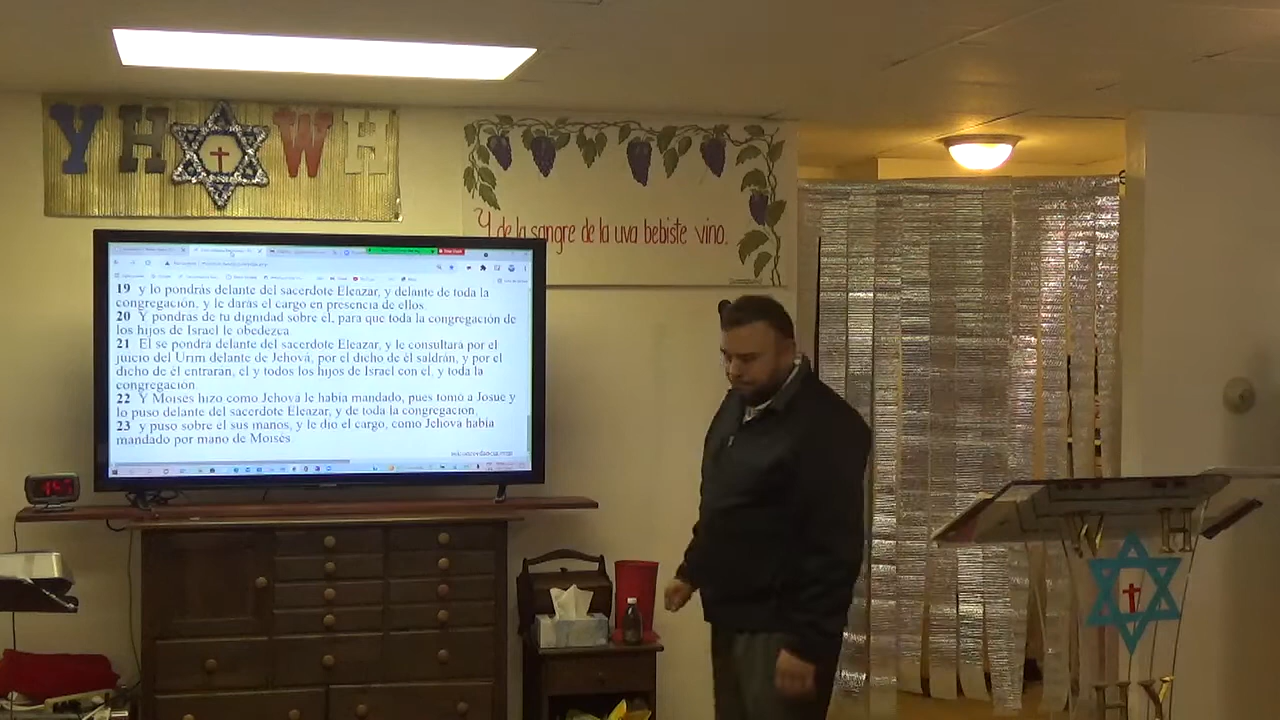 Y H W H
Y de la sangre de la uva bebiste vino.
19 y lo pondrás delante del sacerdote Eleazar, y delante de toda la
congregación, y le darás el cargo en presencia de ellos
20 Y pondrás de tu dignidad sobre él, para que toda la congregación de
los hijos de Israel le obedezca
21 El se pondrá delante del sacerdote Eleazar, y le consultará por el
juicio del Urim delante de Jehová, por el dicho de él saldrán, y por el
dicho de él entrarán, él y todos los hijos de Israel con él, y toda la
congregación
22 Y Moisés hizo como Jehová le había mandado, pues tomó a Josué y
lo puso delante del sacerdote Eleazar, y de toda la congregación,
23 y puso sobre él sus manos, y le dio el cargo, como Jehová había
mandado por mano de Moisés
H